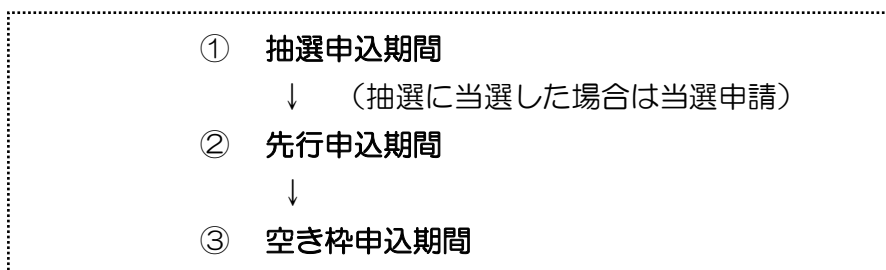 ① 抽選申込期間
↓ （抽選に当選した場合は当選申請）
② 先行申込期間
↓
③ 空き枠申込期間